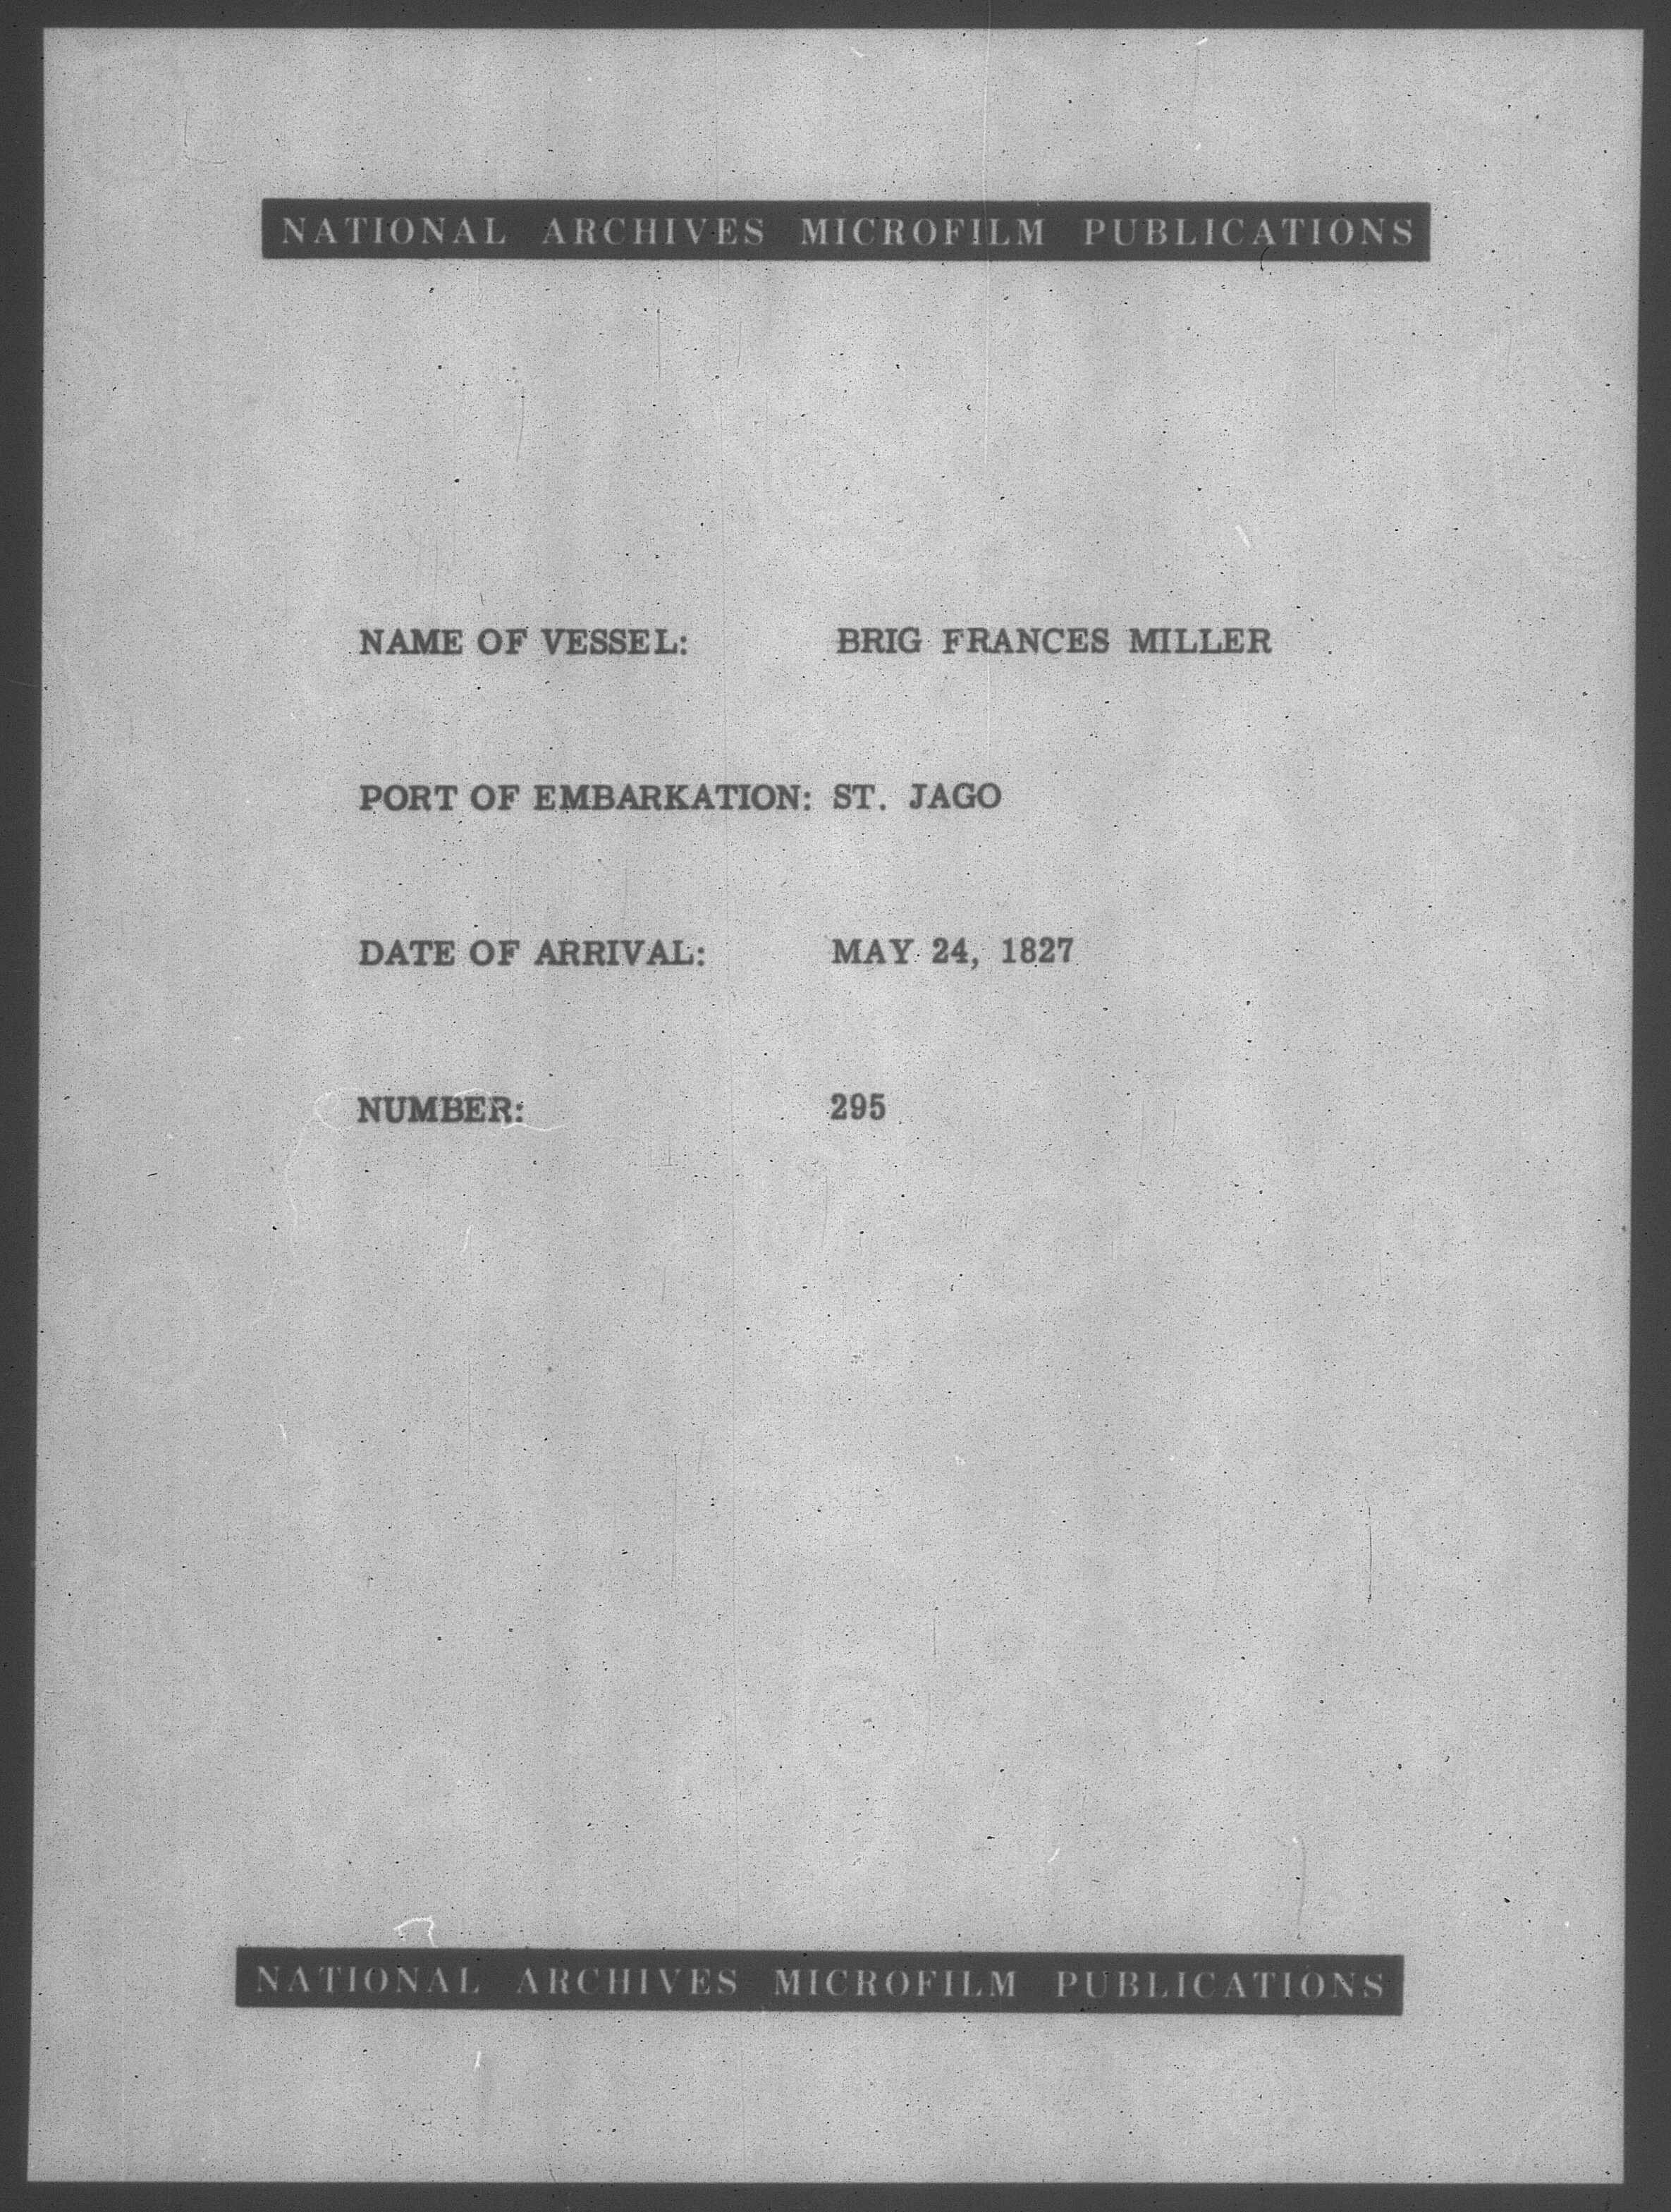 NATIONAL ARCHIVES MICROFILM PUBLICATIONS
NAME OF VESSEL: BRIG FRANCES MILLER
PORT OF EMBARKATION: ST. JAGO
DATE OF ARRIVAL: MAY 24, 1827
NUMBER: 295
NATIONAL ARCHIVES MICROFILM PUBLICATIONS